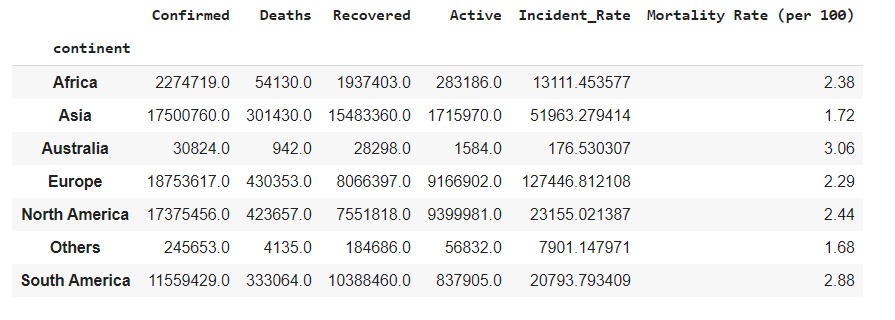 Confirmed Deaths Recovered Active Incident_Rate Mortality Rate (per 100)
continent
Africa 2274719.0 54130.0 1937403.0 283186.0 13111.453577 2.38
Asia 17500760.0 301430.0 15483360.0 1715970.0 51963.279414 1.72
Australia 30824.0 942.0 28298.0 1584.0 176.530307 3.06
Europe 18753617.0 430353.0 8066397.0 9166902.0 127446.812108 2.29
North America 17375456.0 423657.0 7551818.0 9399981.0 23155.021387 2.44
Others 245653.0 4135.0 184686.0 56832.0 7901.147971 1.68
South America 11559429.0 333064.0 10388460.0 837905.0 20793.793409 2.88